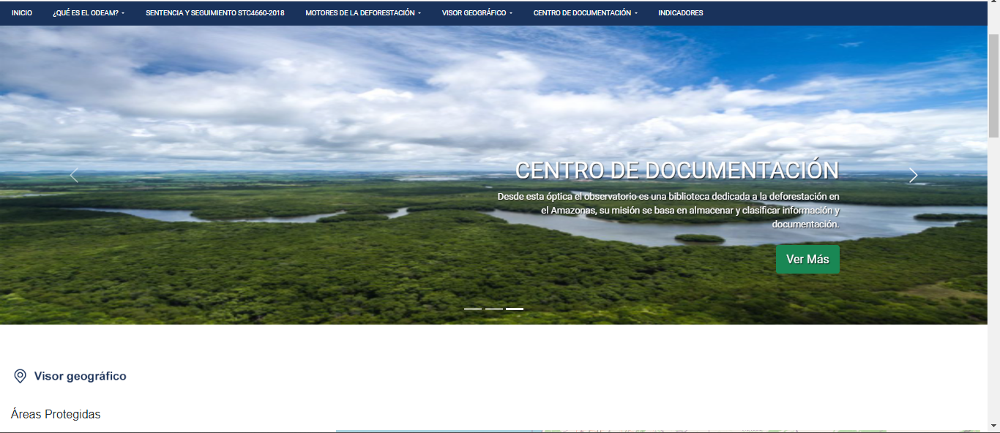 INICIO
¿QUÉ ES EL ODEAM?
SENTENCIA Y SEGUIMIENTO STC4660-2018
MOTORES DE LA DEFORESTACIÓN
VISOR GEOGRÁFICO
CENTRO DE DOCUMENTACIÓN
INDICADORES
CENTRO DE DOCUMENTACIÓN
Desde esta óptica el observatorio es una biblioteca dedicada a la deforestación en
el Amazonas, su misión se basa en almacenar y clasificar información y
documentación.
Ver Más
Visor geográfico
Áreas Protegidas